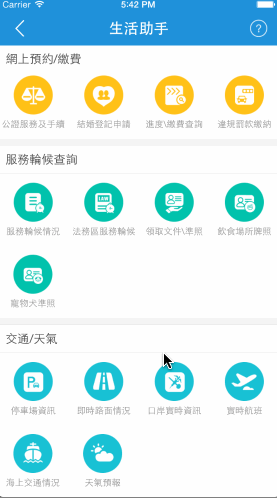 Carrier 5:42 PM
生活助手 ?
網上預約/繳費
公證服務及手續 結婚登記申請 進度\繳費查詢 違規罰款繳納
服務輪候查詢
服務輪候情況 法務區服務輪候 領取文件\準照 飲食場所牌照
寵物犬準照
交通/天氣
停車場資訊 即時路面情況 口岸實時資訊 實時航班
海上交通情況 天氣預報